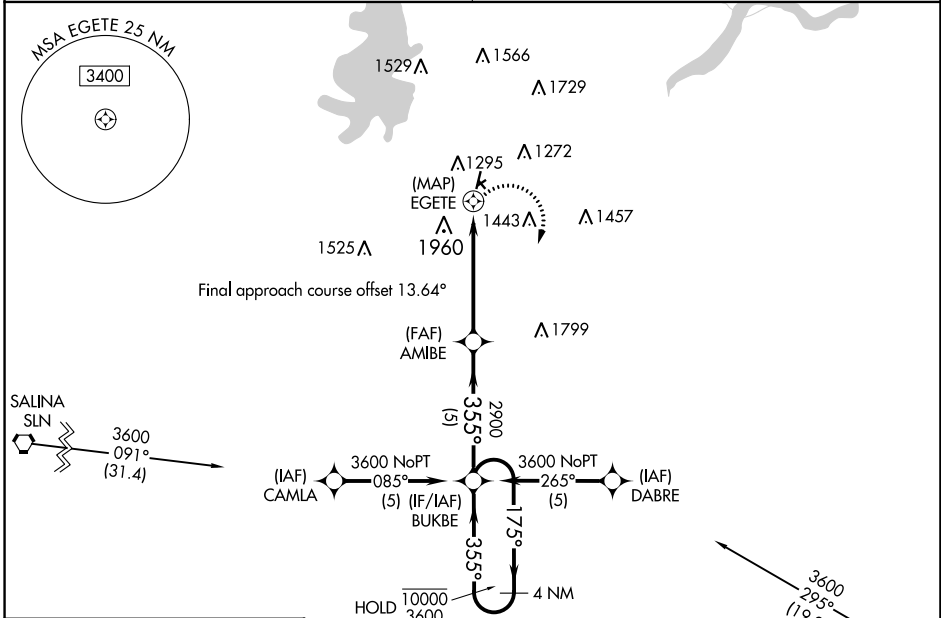 MSA EGETE 25 NM
3400
1529
1566
1729
1272
1295
(MAP)
EGETE
1443
1457
1525
1960
Final approach course offset 13.64°
(FAF)
AMIBE
1799
SALINA
SLN
3600
091°
(31.4)
2900
355°
(5)
(IAF)
CAMLA
3600 NoPT
085°
(5)
(IF/IAF)
BUKBE
3600 NoPT
265°
(5)
(IAF)
DABRE
355°
175°
HOLD
10000
3600
4 NM
3600
295°